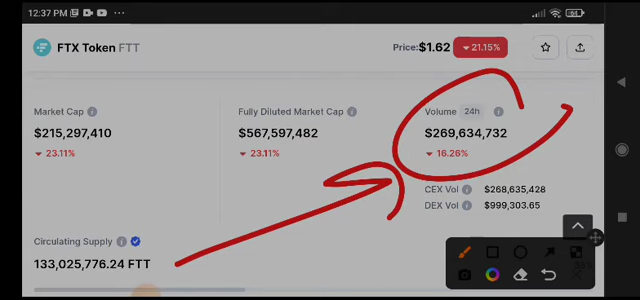 12:37 PM
FTX Token FTT
Price: $1.62 21.15%
Market Cap Fully Diluted Market Cap Volume 24h
$215,297,410 $567,597,482 $269,634,732
23.11% 23.11% 16.26%
CEX Vol $268,635,428
DEX Vol $999,303.65
Circulating Supply
133,025,776.24 FTT